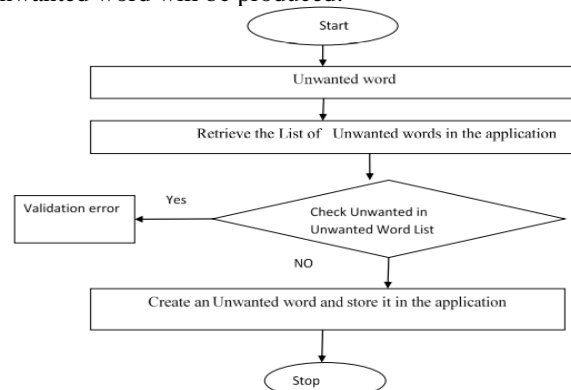 unwanted word will be produced.
Start
Unwanted word
Retrieve the List of Unwanted words in the application
Validation error
Yes
Check Unwanted in
Unwanted Word List
NO
Create an Unwanted word and store it in the application
Stop